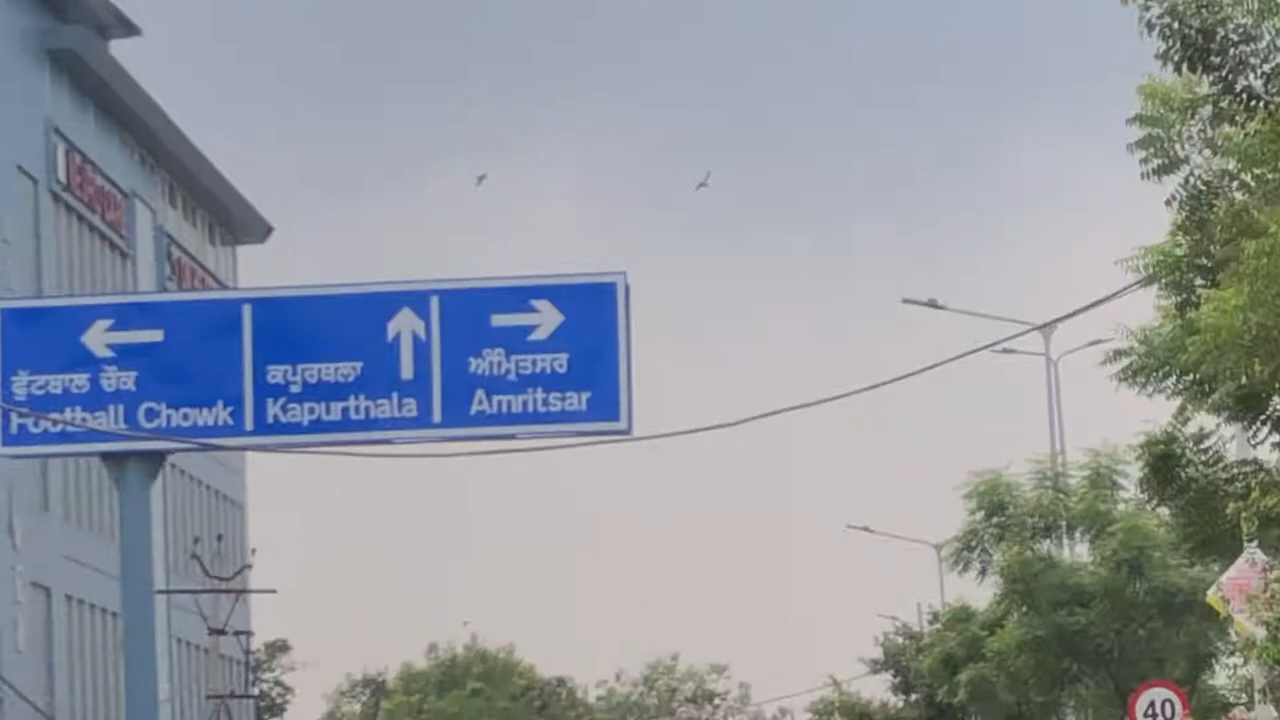 ਫੁੱਟਬਾਲ ਚੌਕ
Football Chowk
ਕਪੂਰਥਲਾ
Kapurthala
ਅੰਮ੍ਰਿਤਸਰ
Amritsar
40